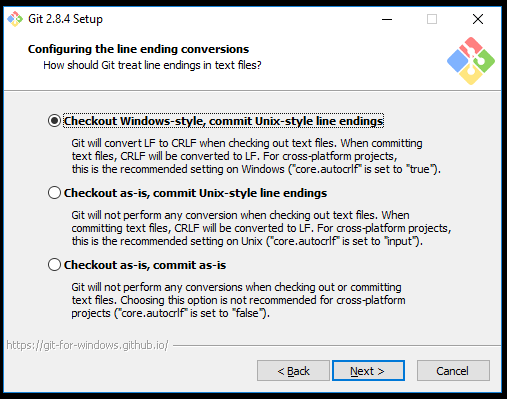 Git 2.8.4 Setup
Configuring the line ending conversions
How should Git treat line endings in text files?
Checkout Windows-style, commit Unix-style line endings
Git will convert LF to CRLF when checking out text files. When committing
text files, CRLF will be converted to LF. For cross-platform projects,
this is the recommended setting on Windows ("core.autocrlf" is set to "true").
Checkout as-is, commit Unix-style line endings
Git will not perform any conversion when checking out text files. When
committing text files, CRLF will be converted to LF. For cross-platform projects,
this is the recommended setting on Unix ("core.autocrlf" is set to "input").
Checkout as-is, commit as-is
Git will not perform any conversions when checking out or committing
text files. Choosing this option is not recommended for cross-platform
projects ("core.autocrlf" is set to "false").
https://git-for-windows.github.io/
< Back Next > Cancel